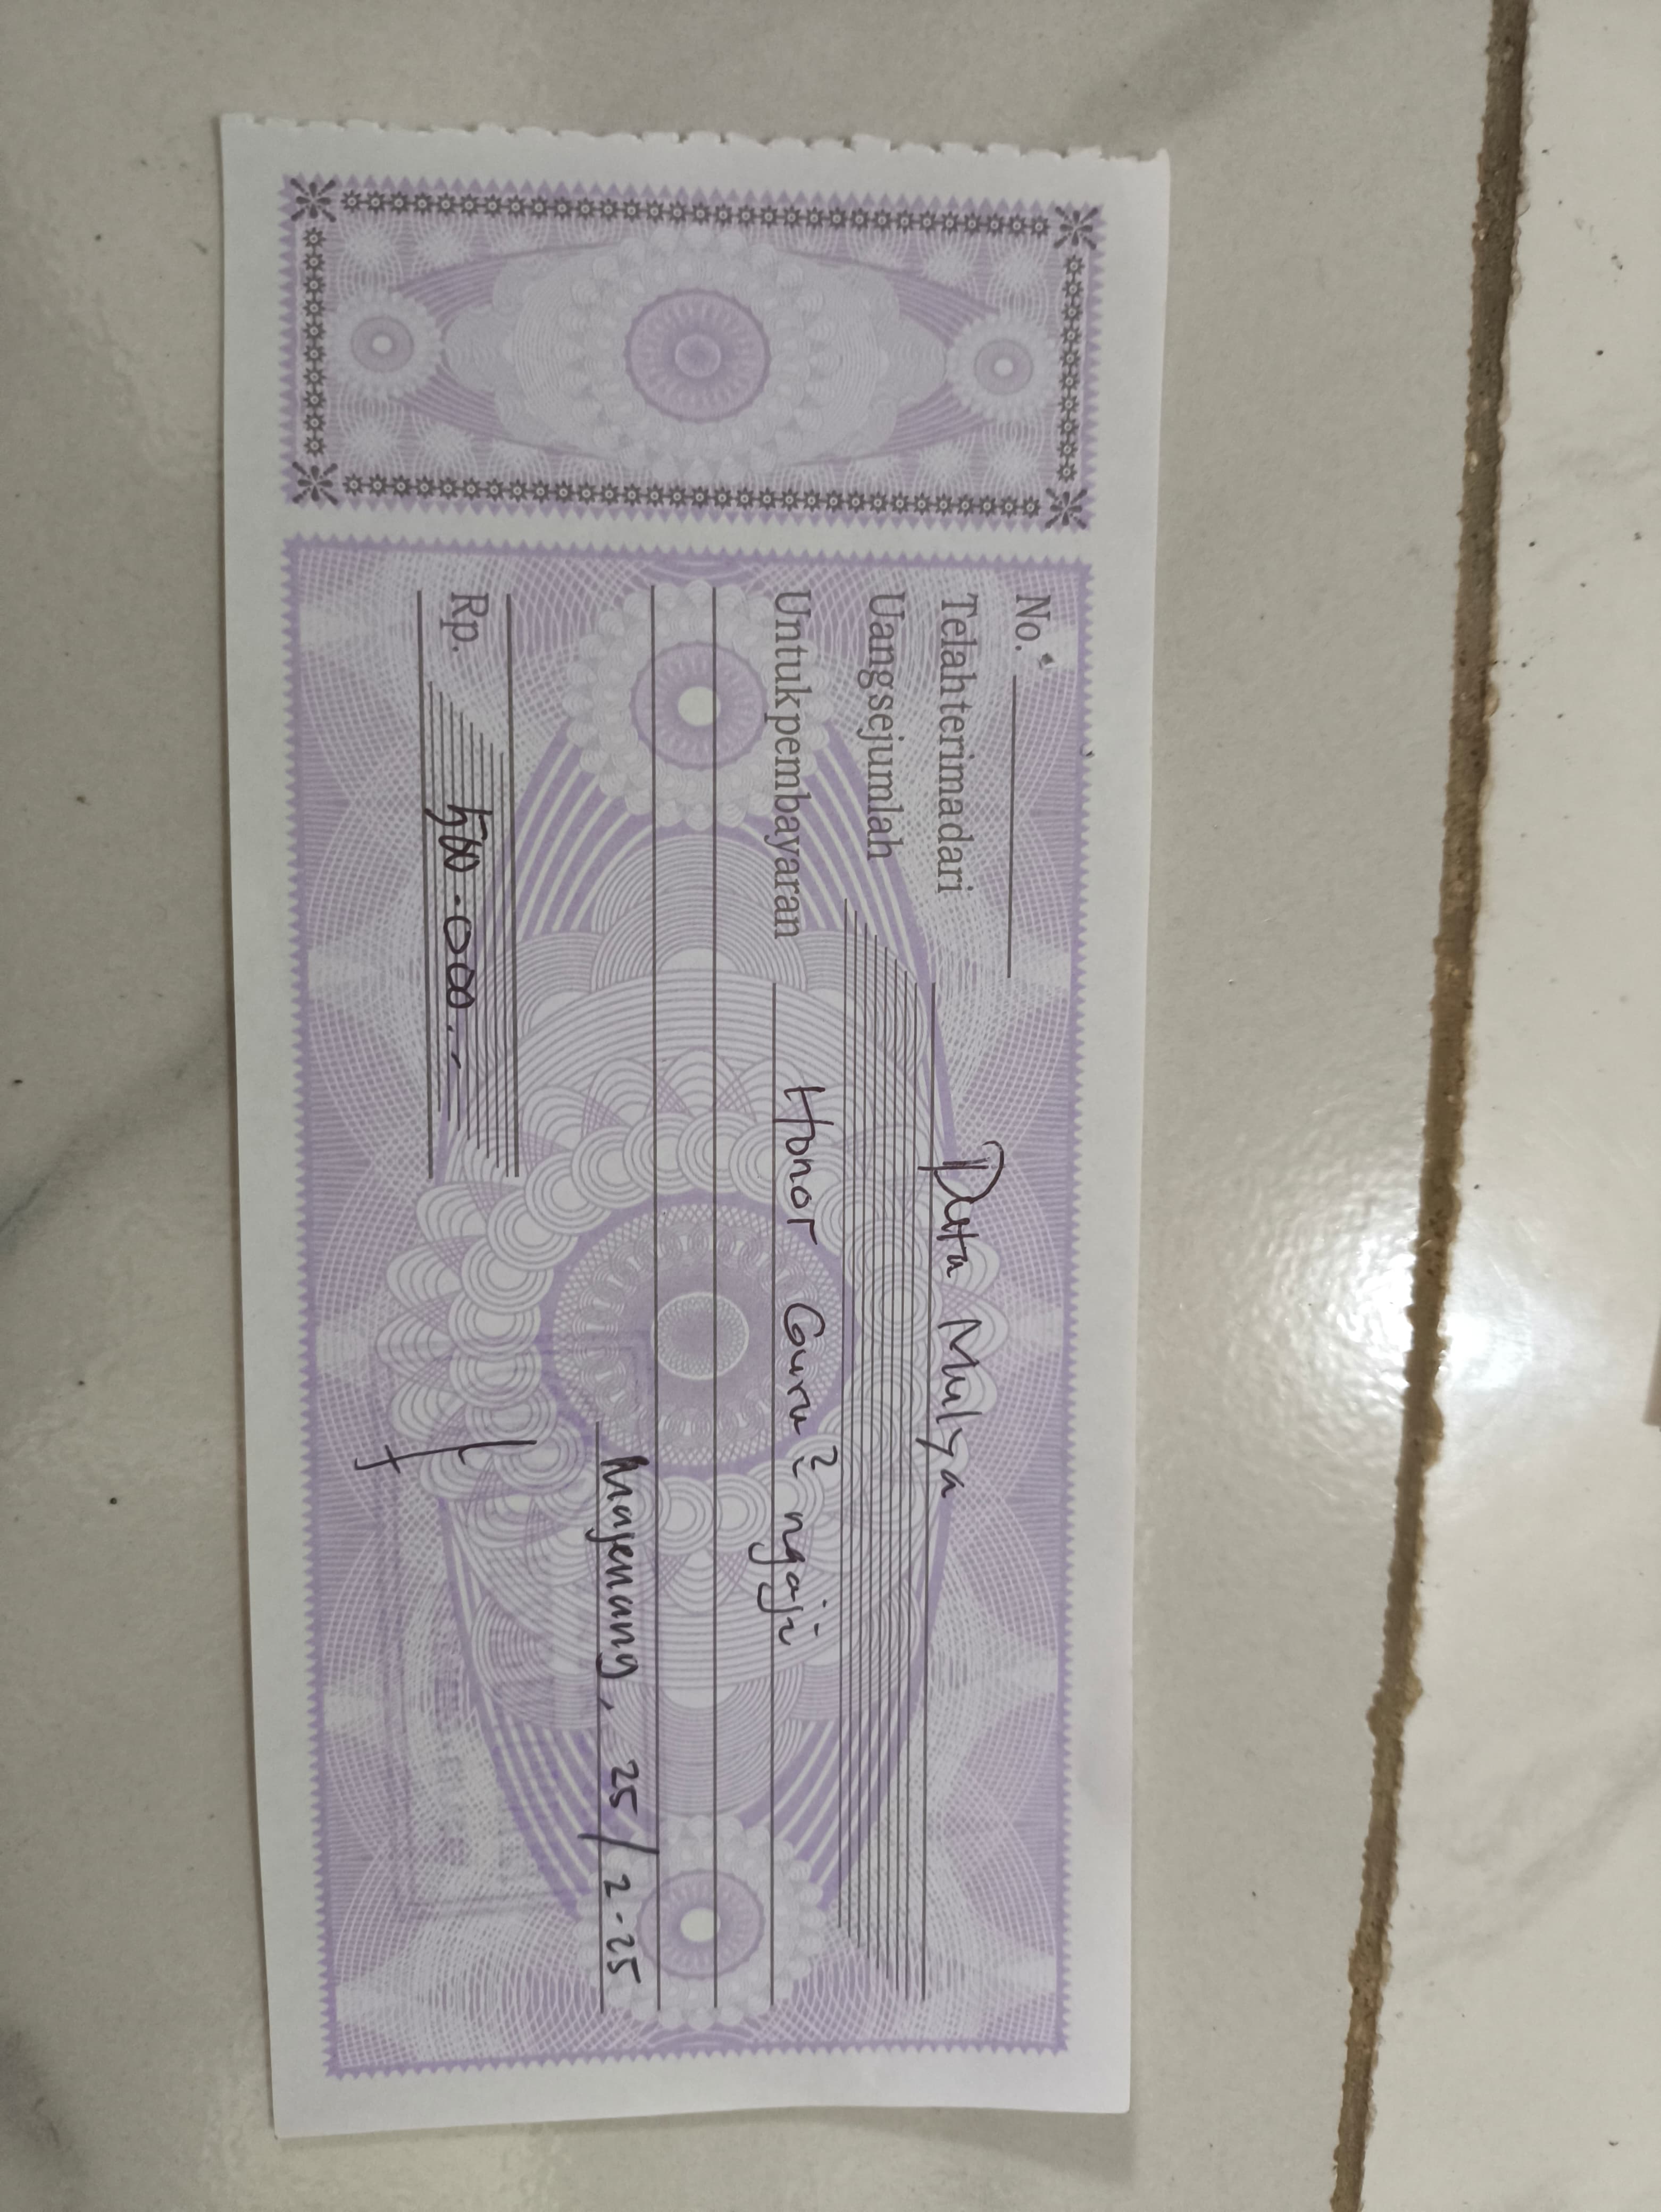 No.
Telah terima dari Duta Mulya
Uang sejumlah
Untuk pembayaran Honor Guru² ngaji
Majenang, 25/2-25
Rp. 500.000.-